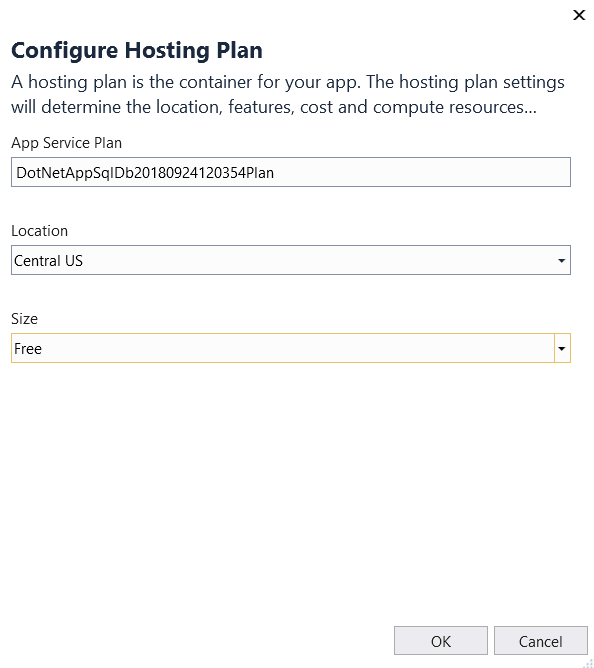 Configure Hosting Plan
A hosting plan is the container for your app. The hosting plan settings
will determine the location, features, cost and compute resources...
App Service Plan
DotNetAppSqlDb20180924120354Plan
Location
Central US
Size
Free
OK Cancel